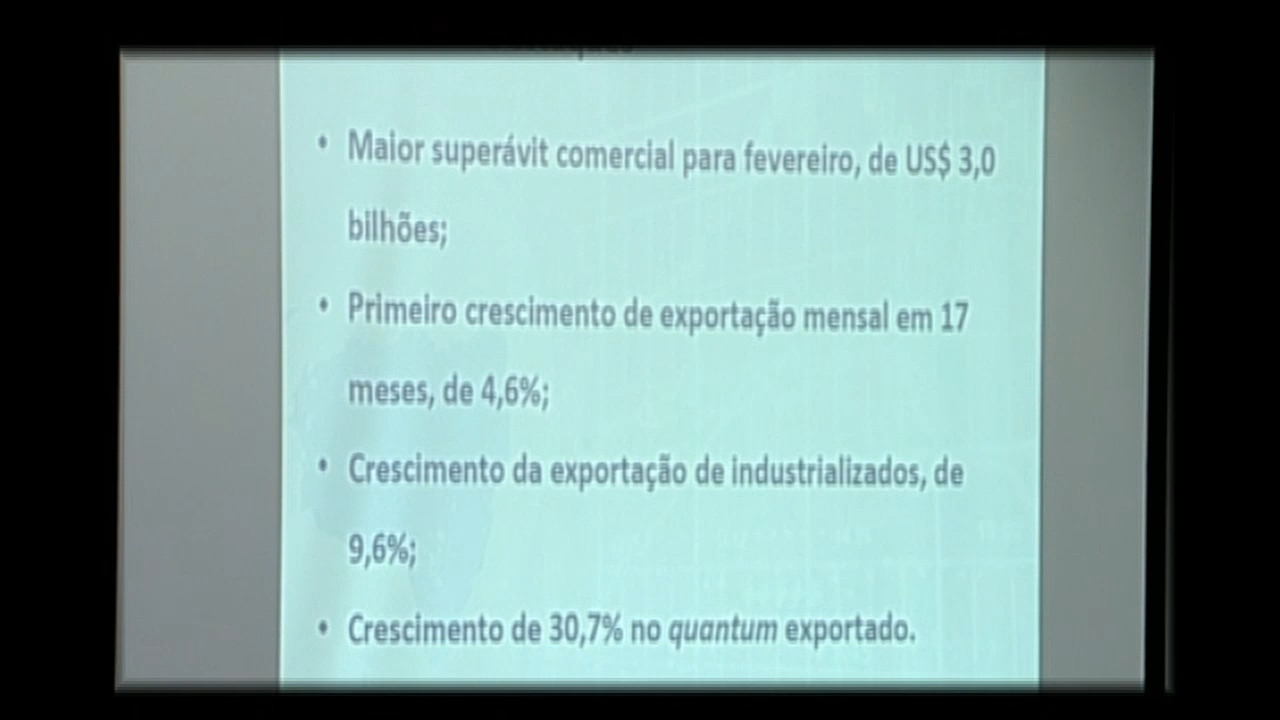 • Maior superávit comercial para fevereiro, de US$ 3,0
bilhões;
• Primeiro crescimento de exportação mensal em 17
meses, de 4,6%;
• Crescimento da exportação de industrializados, de
9,6%;
• Crescimento de 30,7% no quantum exportado.